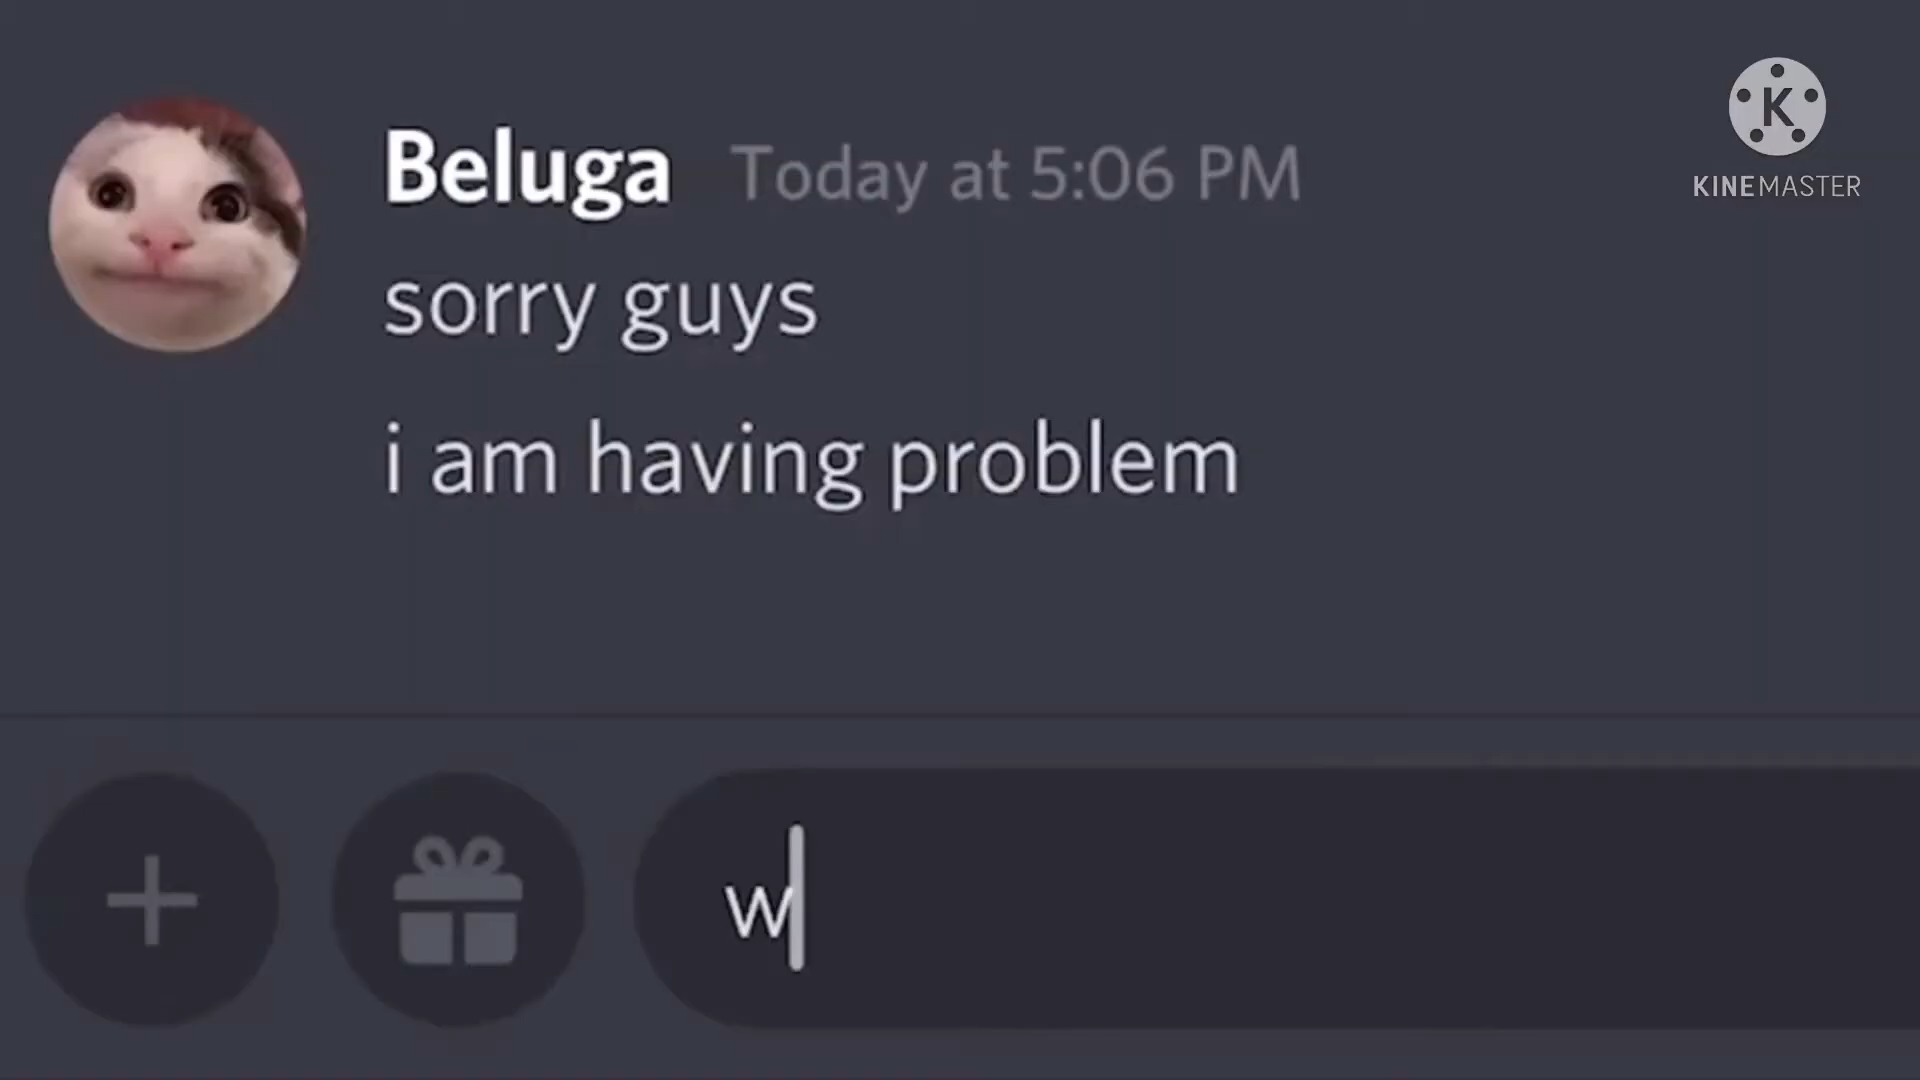 Beluga Today at 5:06 PM
K
KINEMASTER
sorry guys
i am having problem
w